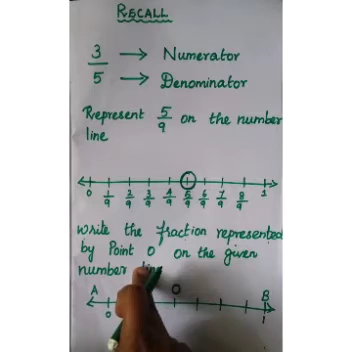 RECALL
3/5 → Numerator
→ Denominator
Represent 5/9 on the number
line
0 1/9 2/9 3/9 4/9 5/9 6/9 7/9 8/9 1
Write the fraction represented
by Point O on the given
number line
A O B
0 1